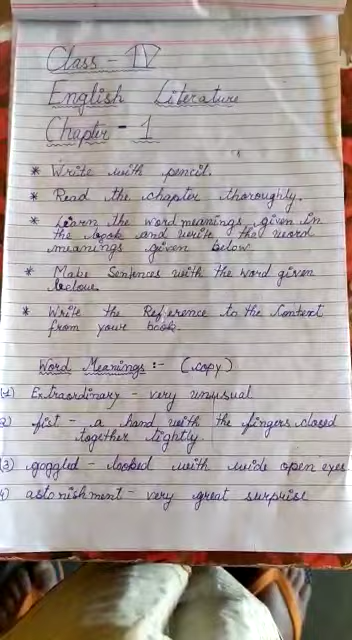 Class - IV
English Literature
Chapter - 1
* Write with pencil.
* Read the chapter thoroughly.
* Learn the word meanings given in
the book and write the word
meanings given below
* Make Sentences with the word given
below.
* Write the Reference to the Context
from your book.
Word Meanings :- (copy)
(1) Extraordinary - very unusual
2) fist - a hand with the fingers closed
together tightly.
(3) goggled - looked with wide open eyes
4) astonishment - very great surprise